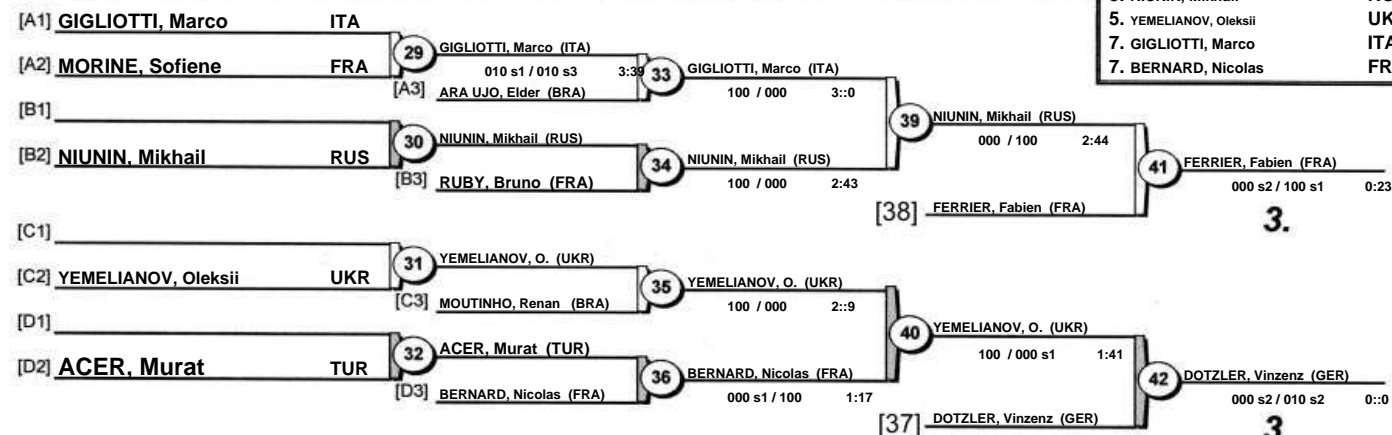 [A1] GIGLIOTTI, Marco ITA
[A2] MORINE, Sofiene FRA
29
GIGLIOTTI, Marco (ITA)
010 s1 / 010 s3 3:39
[A3] ARA UJO, Elder (BRA)
33
GIGLIOTTI, Marco (ITA)
100 / 000 3::0
[B1]
[B2] NIUNIN, Mikhail RUS
30
NIUNIN, Mikhail (RUS)
[B3] RUBY, Bruno (FRA)
34
NIUNIN, Mikhail (RUS)
100 / 000 2:43
39
NIUNIN, Mikhail (RUS)
000 / 100 2:44
[38] FERRIER, Fabien (FRA)
41
FERRIER, Fabien (FRA)
000 s2 / 100 s1 0:23
3.
[C1]
[C2] YEMELIANOV, Oleksii UKR
31
YEMELIANOV, O. (UKR)
[C3] MOUTINHO, Renan (BRA)
35
YEMELIANOV, O. (UKR)
100 / 000 2::9
[D1]
[D2] ACER, Murat TUR
32
ACER, Murat (TUR)
[D3] BERNARD, Nicolas (FRA)
36
BERNARD, Nicolas (FRA)
000 s1 / 100 1:17
40
YEMELIANOV, O. (UKR)
100 / 000 s1 1:41
[37] DOTZLER, Vinzenz (GER)
42
DOTZLER, Vinzenz (GER)
000 s2 / 010 s2 0::0
3
5. YEMELIANOV, Oleksii UK
7. GIGLIOTTI, Marco ITA
7. BERNARD, Nicolas FR